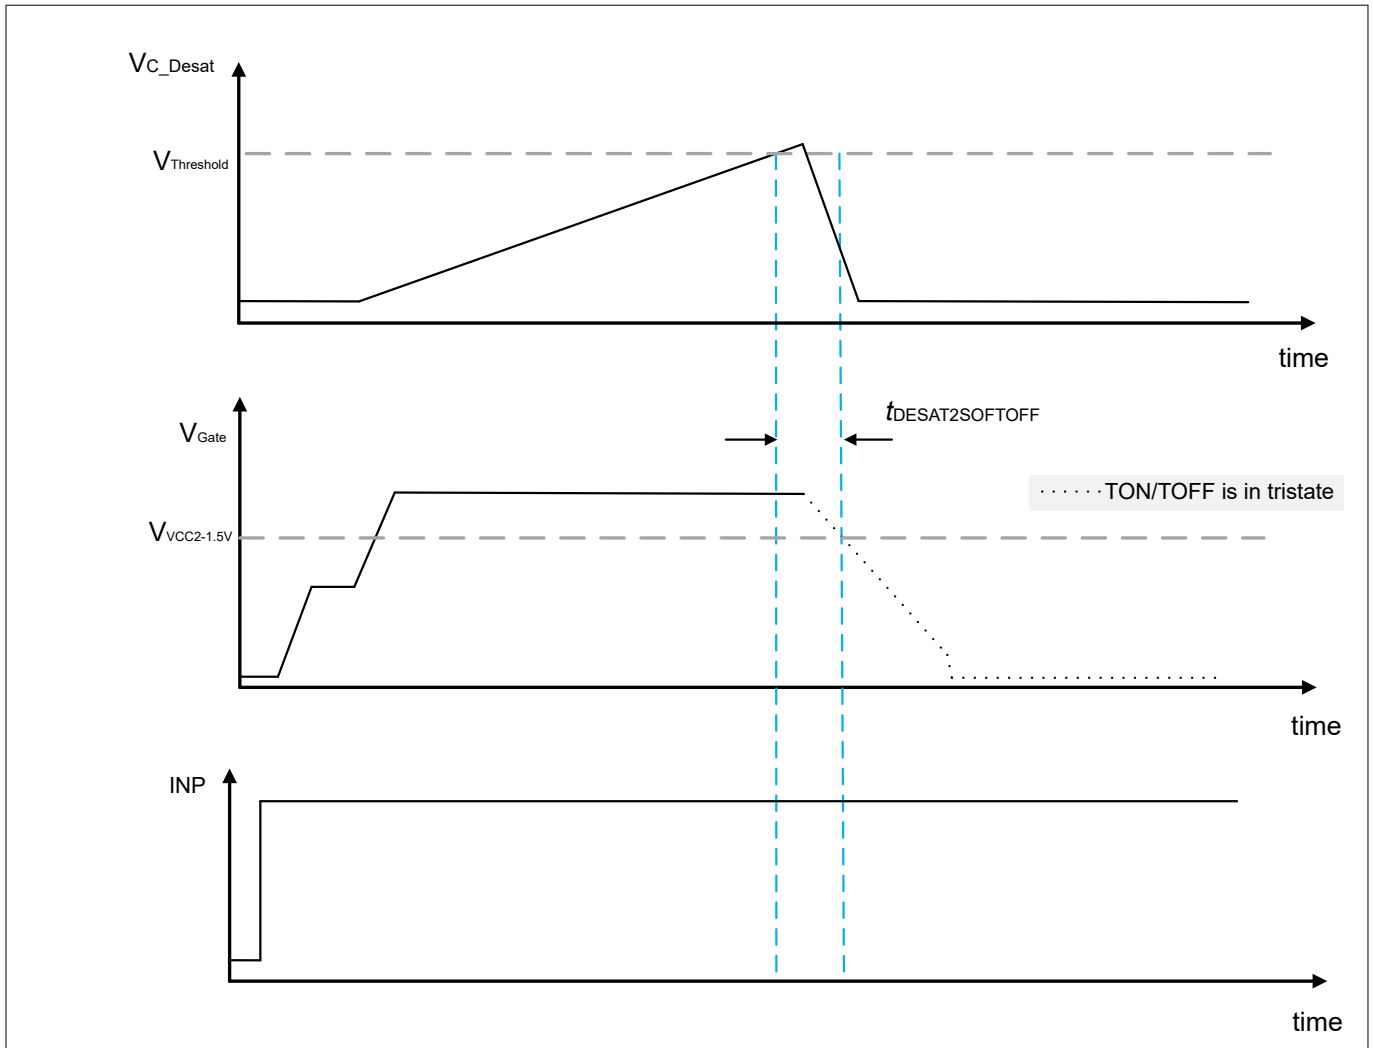 VC_Desat
VThreshold
time
tDESAT2SOFTOFF
VGate
TON/TOFF is in tristate
VVCC2-1.5V
time
INP
time